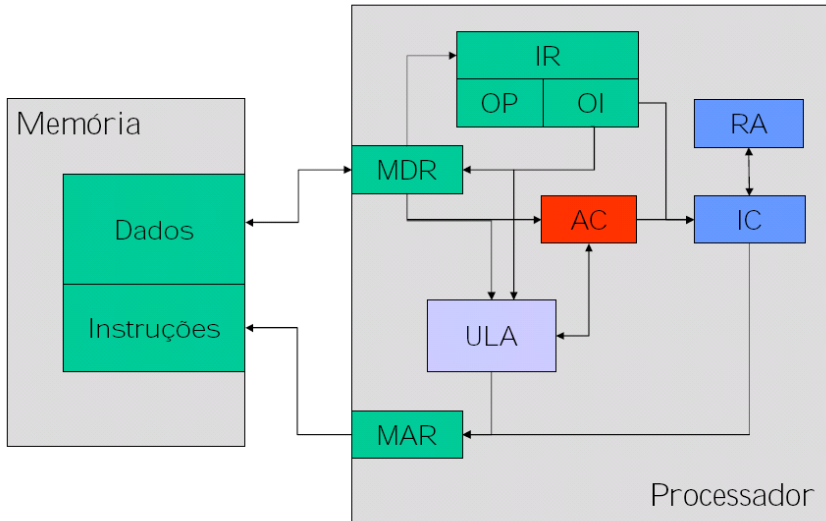 Memória
Dados
Instruções
IR
OP
OI
RA
MDR
AC
IC
ULA
MAR
Processador